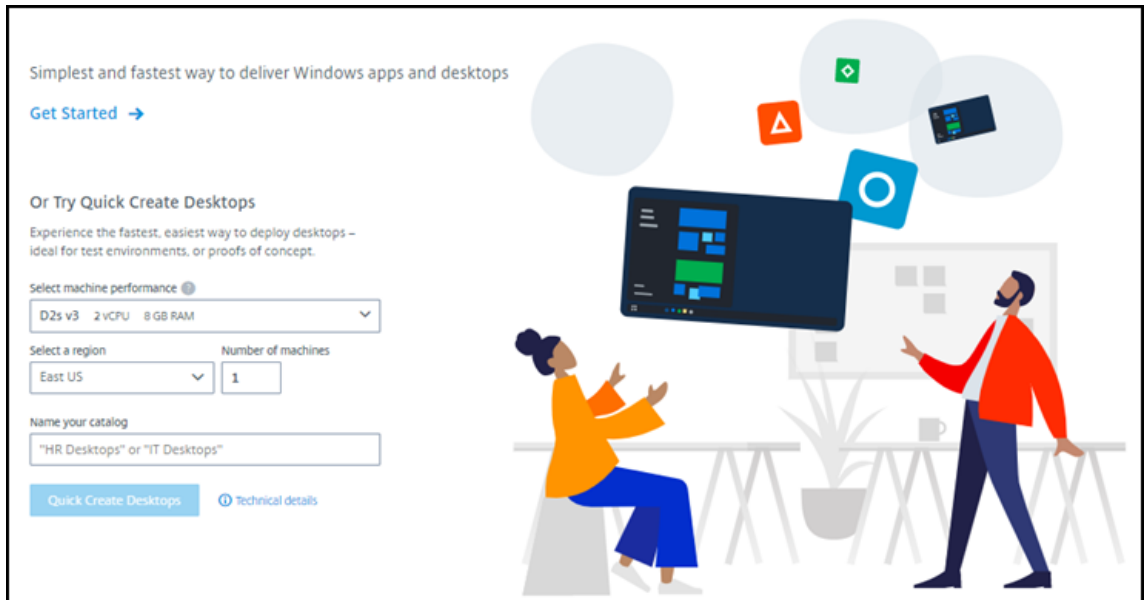 Simplest and fastest way to deliver Windows apps and desktops
Get Started →
Or Try Quick Create Desktops
Experience the fastest, easiest way to deploy desktops –
ideal for test environments, or proofs of concept.
Select machine performance ?
D2s v3 2 vCPU 8 GB RAM
Select a region Number of machines
East US 1
Name your catalog
"HR Desktops" or "IT Desktops"
Quick Create Desktops Technical details